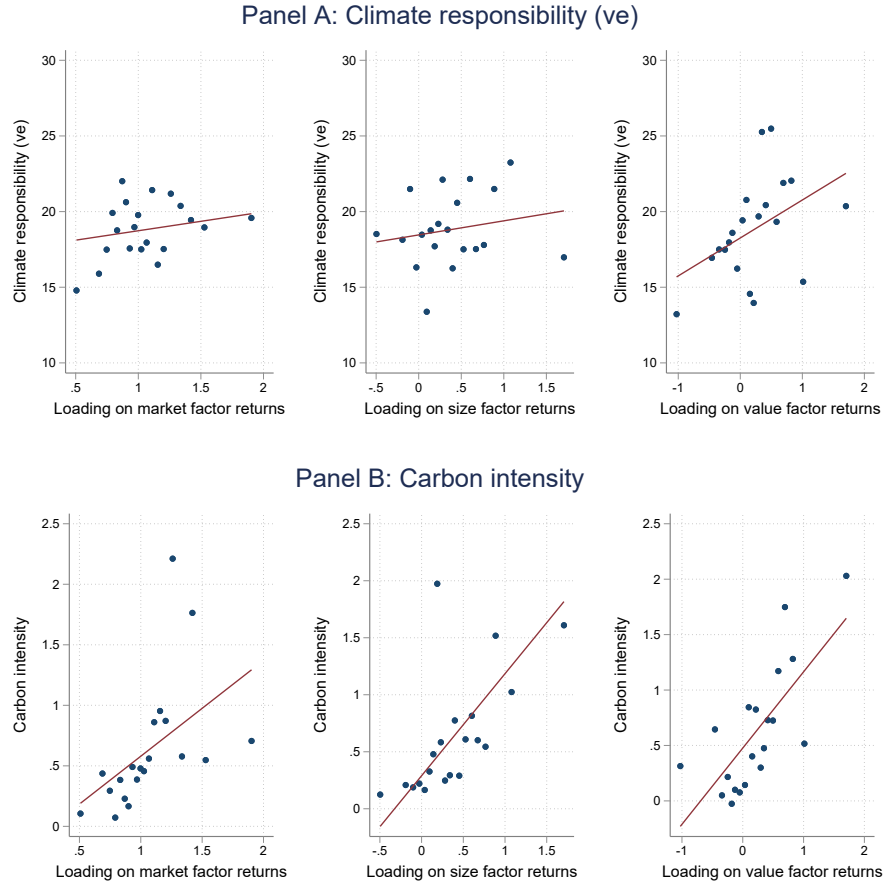 Panel A: Climate responsibility (ve)
Climate responsibility (ve)
30
25
20
15
10
.5 1 1.5 2
Loading on market factor returns
Climate responsibility (ve)
30
25
20
15
10
-.5 0 .5 1 1.5
Loading on size factor returns
Climate responsibility (ve)
30
25
20
15
10
-1 0 1 2
Loading on value factor returns
Panel B: Carbon intensity
Carbon intensity
2.5
2
1.5
1
.5
0
.5 1 1.5 2
Loading on market factor returns
Carbon intensity
2.5
2
1.5
1
.5
0
-.5 0 .5 1 1.5
Loading on size factor returns
Carbon intensity
2.5
2
1.5
1
.5
0
-1 0 1 2
Loading on value factor returns